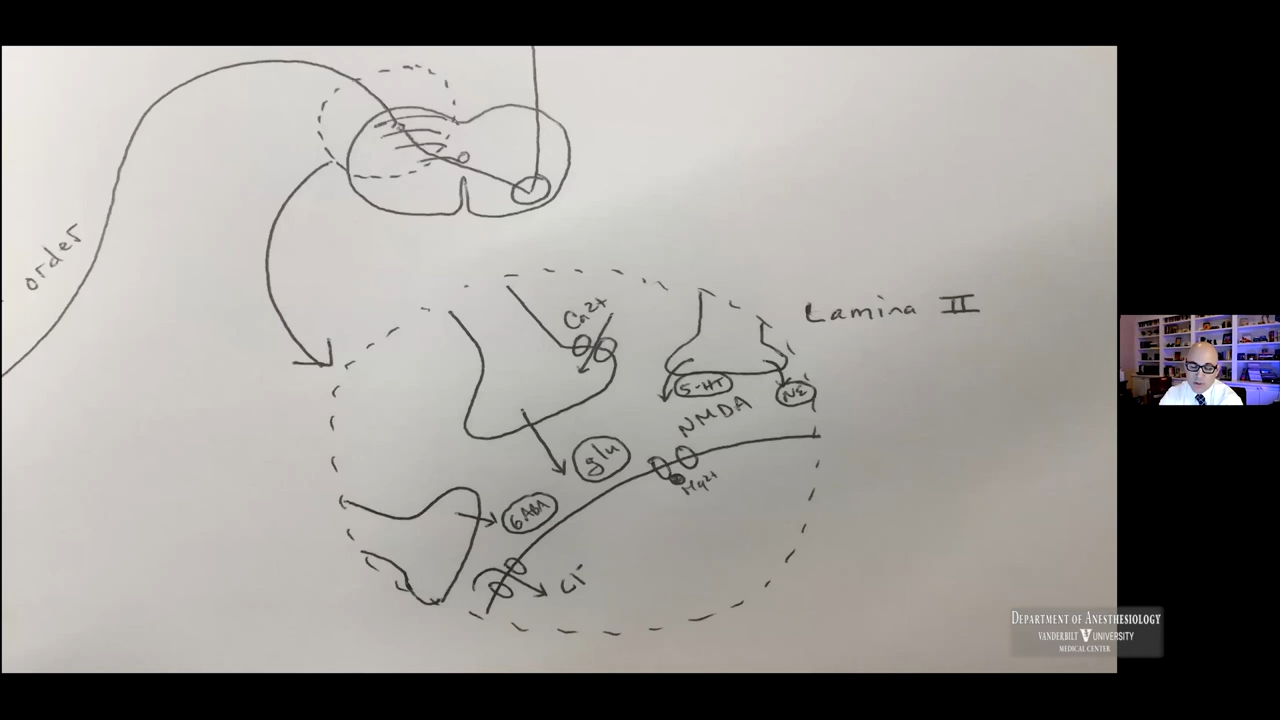 order
Lamina II
Ca2+
5-HT
NE
NMDA
glu
Mg2+
GABA
Cl-
DEPARTMENT OF ANESTHESIOLOGY
VANDERBILT UNIVERSITY
MEDICAL CENTER